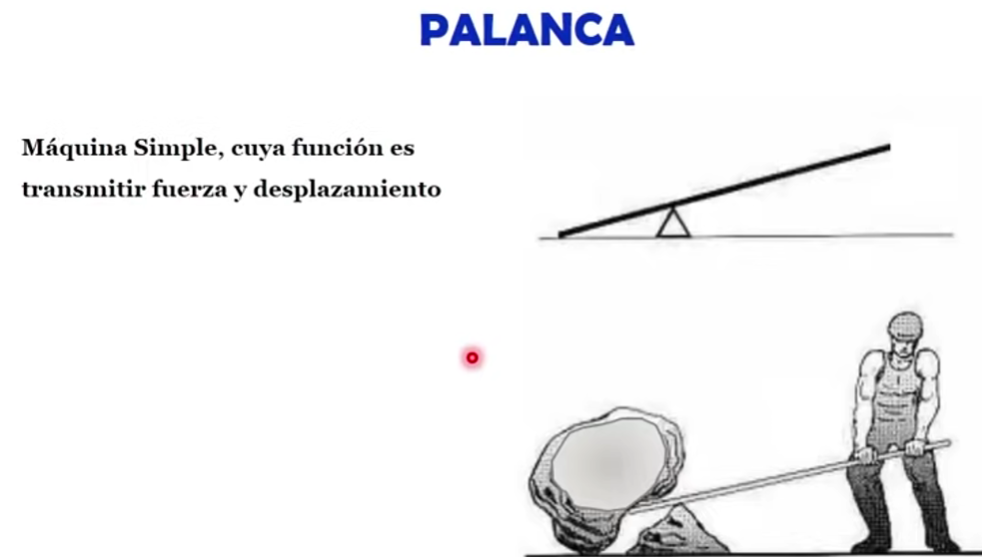 PALANCA
Máquina Simple, cuya función es
transmitir fuerza y desplazamiento